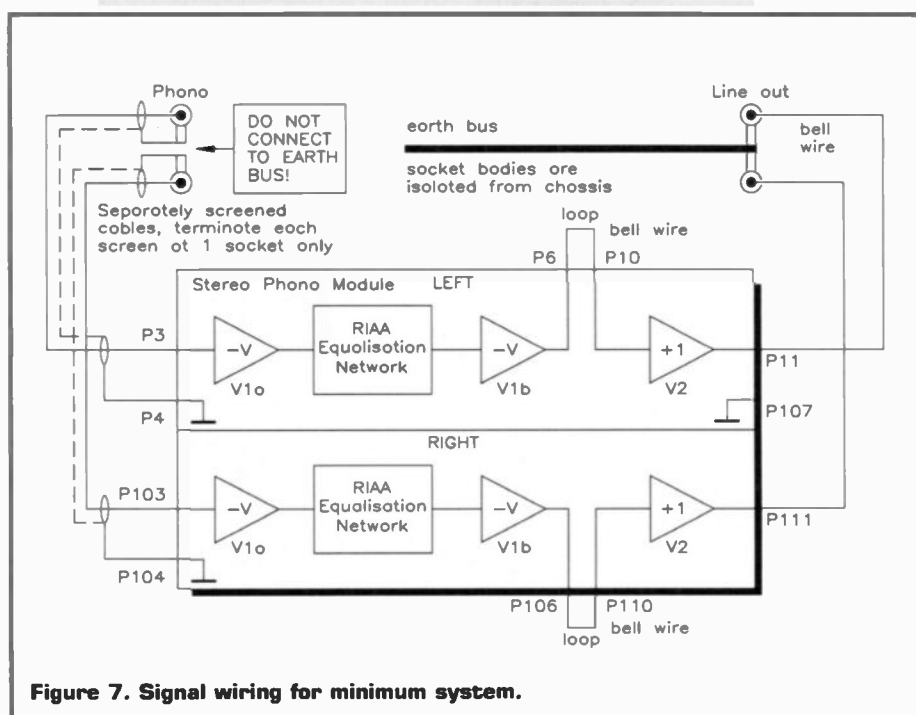 Phono
Line out
DO NOT
CONNECT
TO EARTH
BUS!
eorth bus
bell
wire
socket bodies ore
isoloted from chossis
Seporotely screened
cobles, terminote eoch
screen ot 1 socket only
loop
bell wire
P6
P10
Stereo Phono Module
LEFT
P3
-V
V1o
RIAA
Equalisation
Network
-V
V1b
+1
V2
P11
P4
P107
RIGHT
P103
-V
V1o
RIAA
Equalisation
Network
-V
V1b
+1
V2
P111
P104
P106
P110
loop
bell wire
Figure 7. Signal wiring for minimum system.